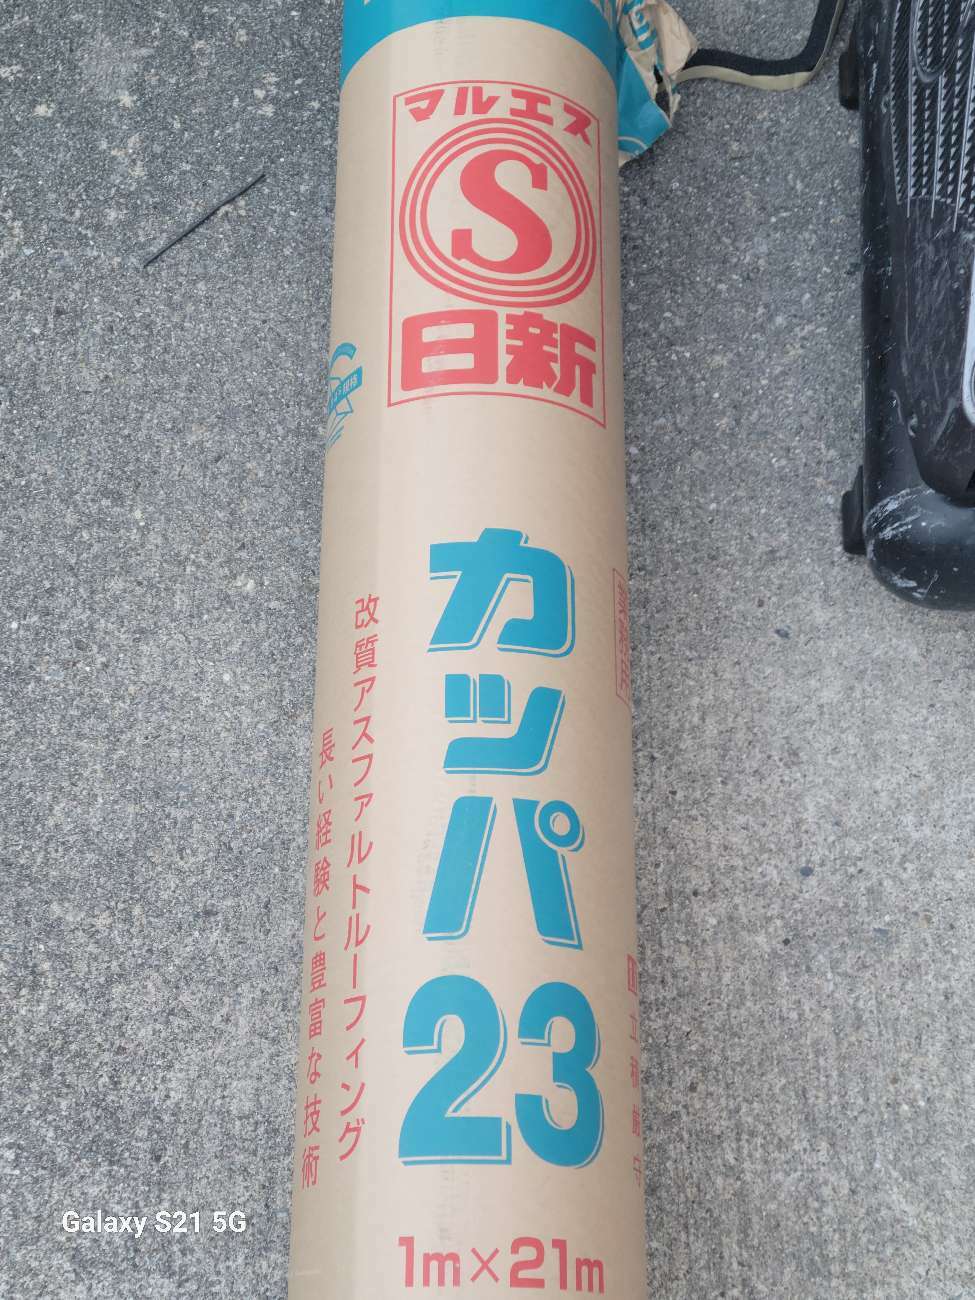 マルエス
S
日新
カッパ
23
改質アスファルトルーフィング
長い経験と豊富な技術
1m×21m
Galaxy S21 5G